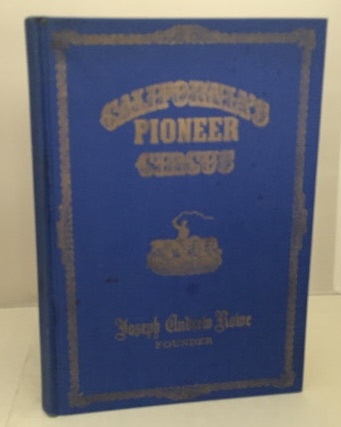 CALIFORNIA'S
PIONEER
CIRCUS
Joseph Andrew Rowe
FOUNDER